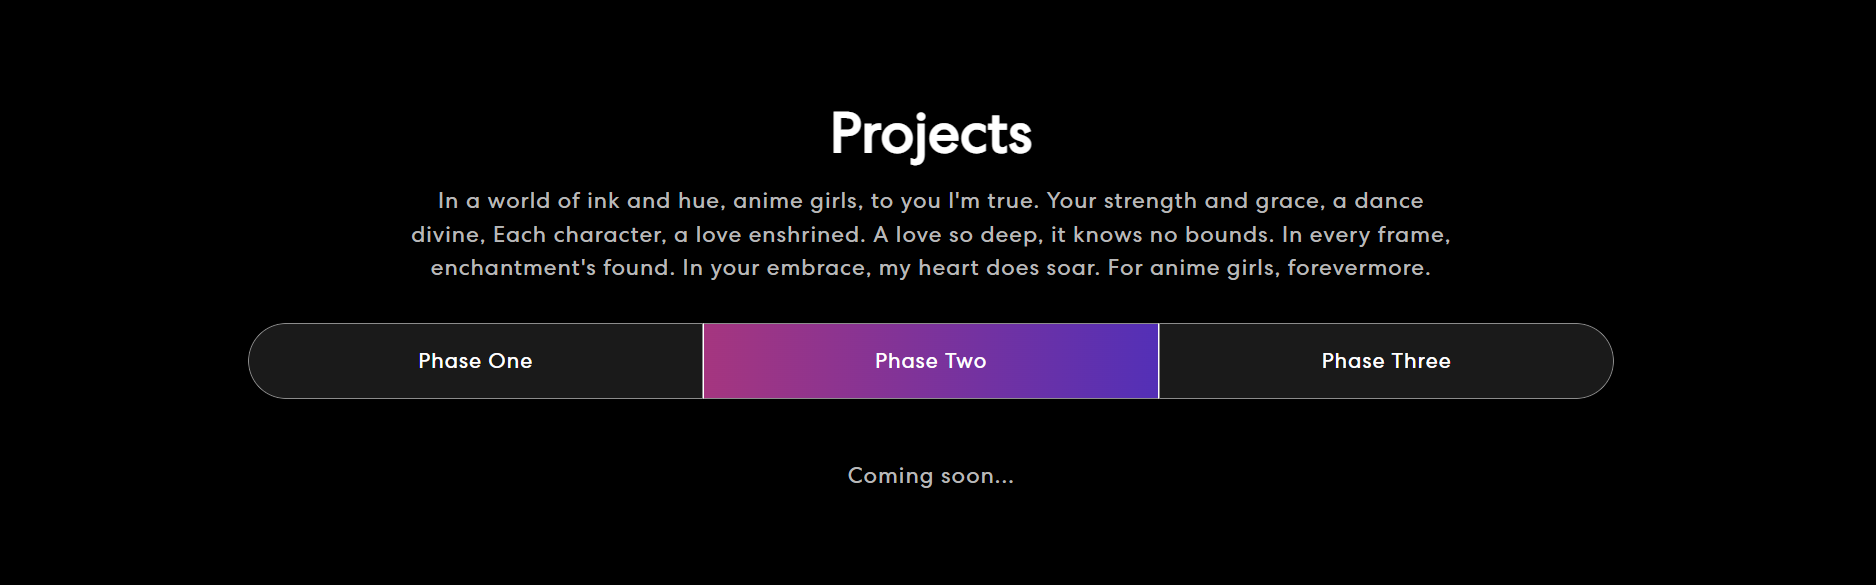 Projects
In a world of ink and hue, anime girls, to you I'm true. Your strength and grace, a dance
divine, Each character, a love enshrined. A love so deep, it knows no bounds. In every frame,
enchantment's found. In your embrace, my heart does soar. For anime girls, forevermore.
Phase One
Phase Two
Phase Three
Coming soon...